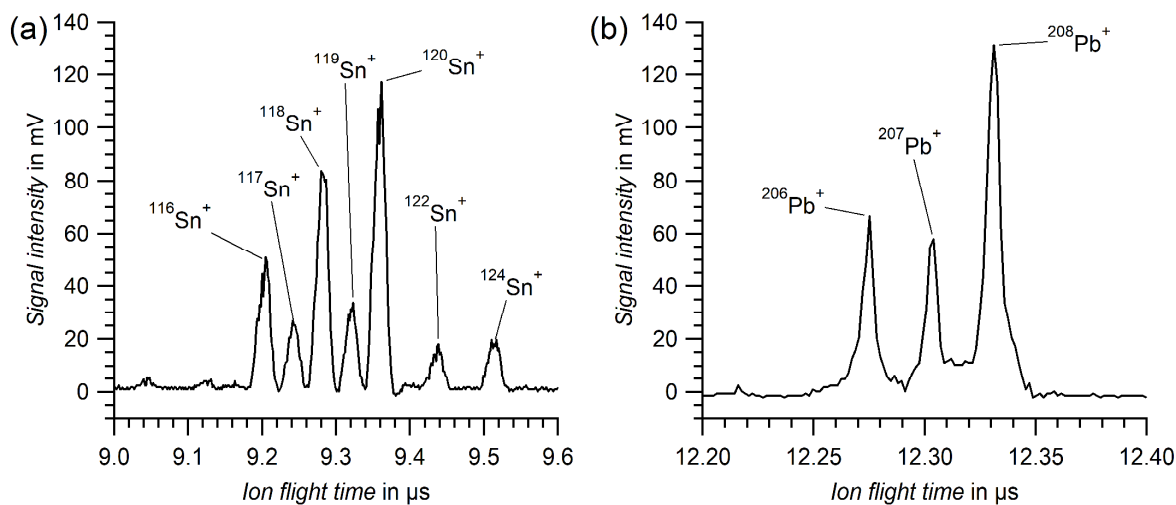 (a)
Signal intensity in mV
140
120
100
80
60
40
20
0
¹¹⁶Sn⁺
¹¹⁷Sn⁺
¹¹⁸Sn⁺
¹¹⁹Sn⁺
¹²⁰Sn⁺
¹²²Sn⁺
¹²⁴Sn⁺
9.0 9.1 9.2 9.3 9.4 9.5 9.6
Ion flight time in µs
(b)
Signal intensity in mV
140
120
100
80
60
40
20
0
²⁰⁶Pb⁺
²⁰⁷Pb⁺
²⁰⁸Pb⁺
12.20 12.25 12.30 12.35 12.40
Ion flight time in µs